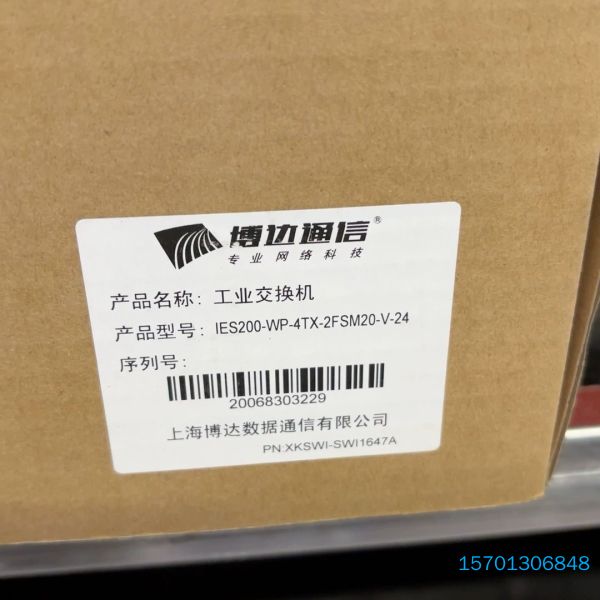 博达通信®
专业网络科技
产品名称：工业交换机
产品型号：IES200-WP-4TX-2FSM20-V-24
序列号：
20068303229
上海博达数据通信有限公司
PN:XKSWI-SWI1647A
15701306848